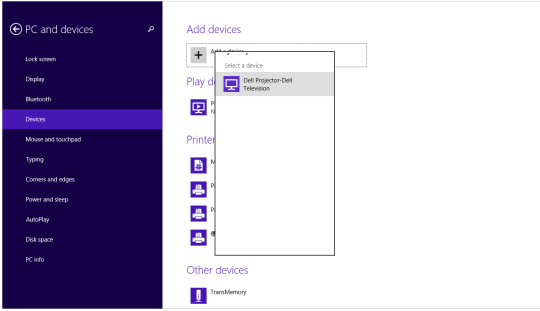 PC and devices
Lock screen
Display
Bluetooth
Devices
Mouse and touchpad
Typing
Corners and edges
Power and sleep
AutoPlay
Disk space
PC info
Add devices
Add a device
Select a device
Dell Projector-Dell
Television
Play de
P
N
Printer
M
P
P
Other devices
TransMemory